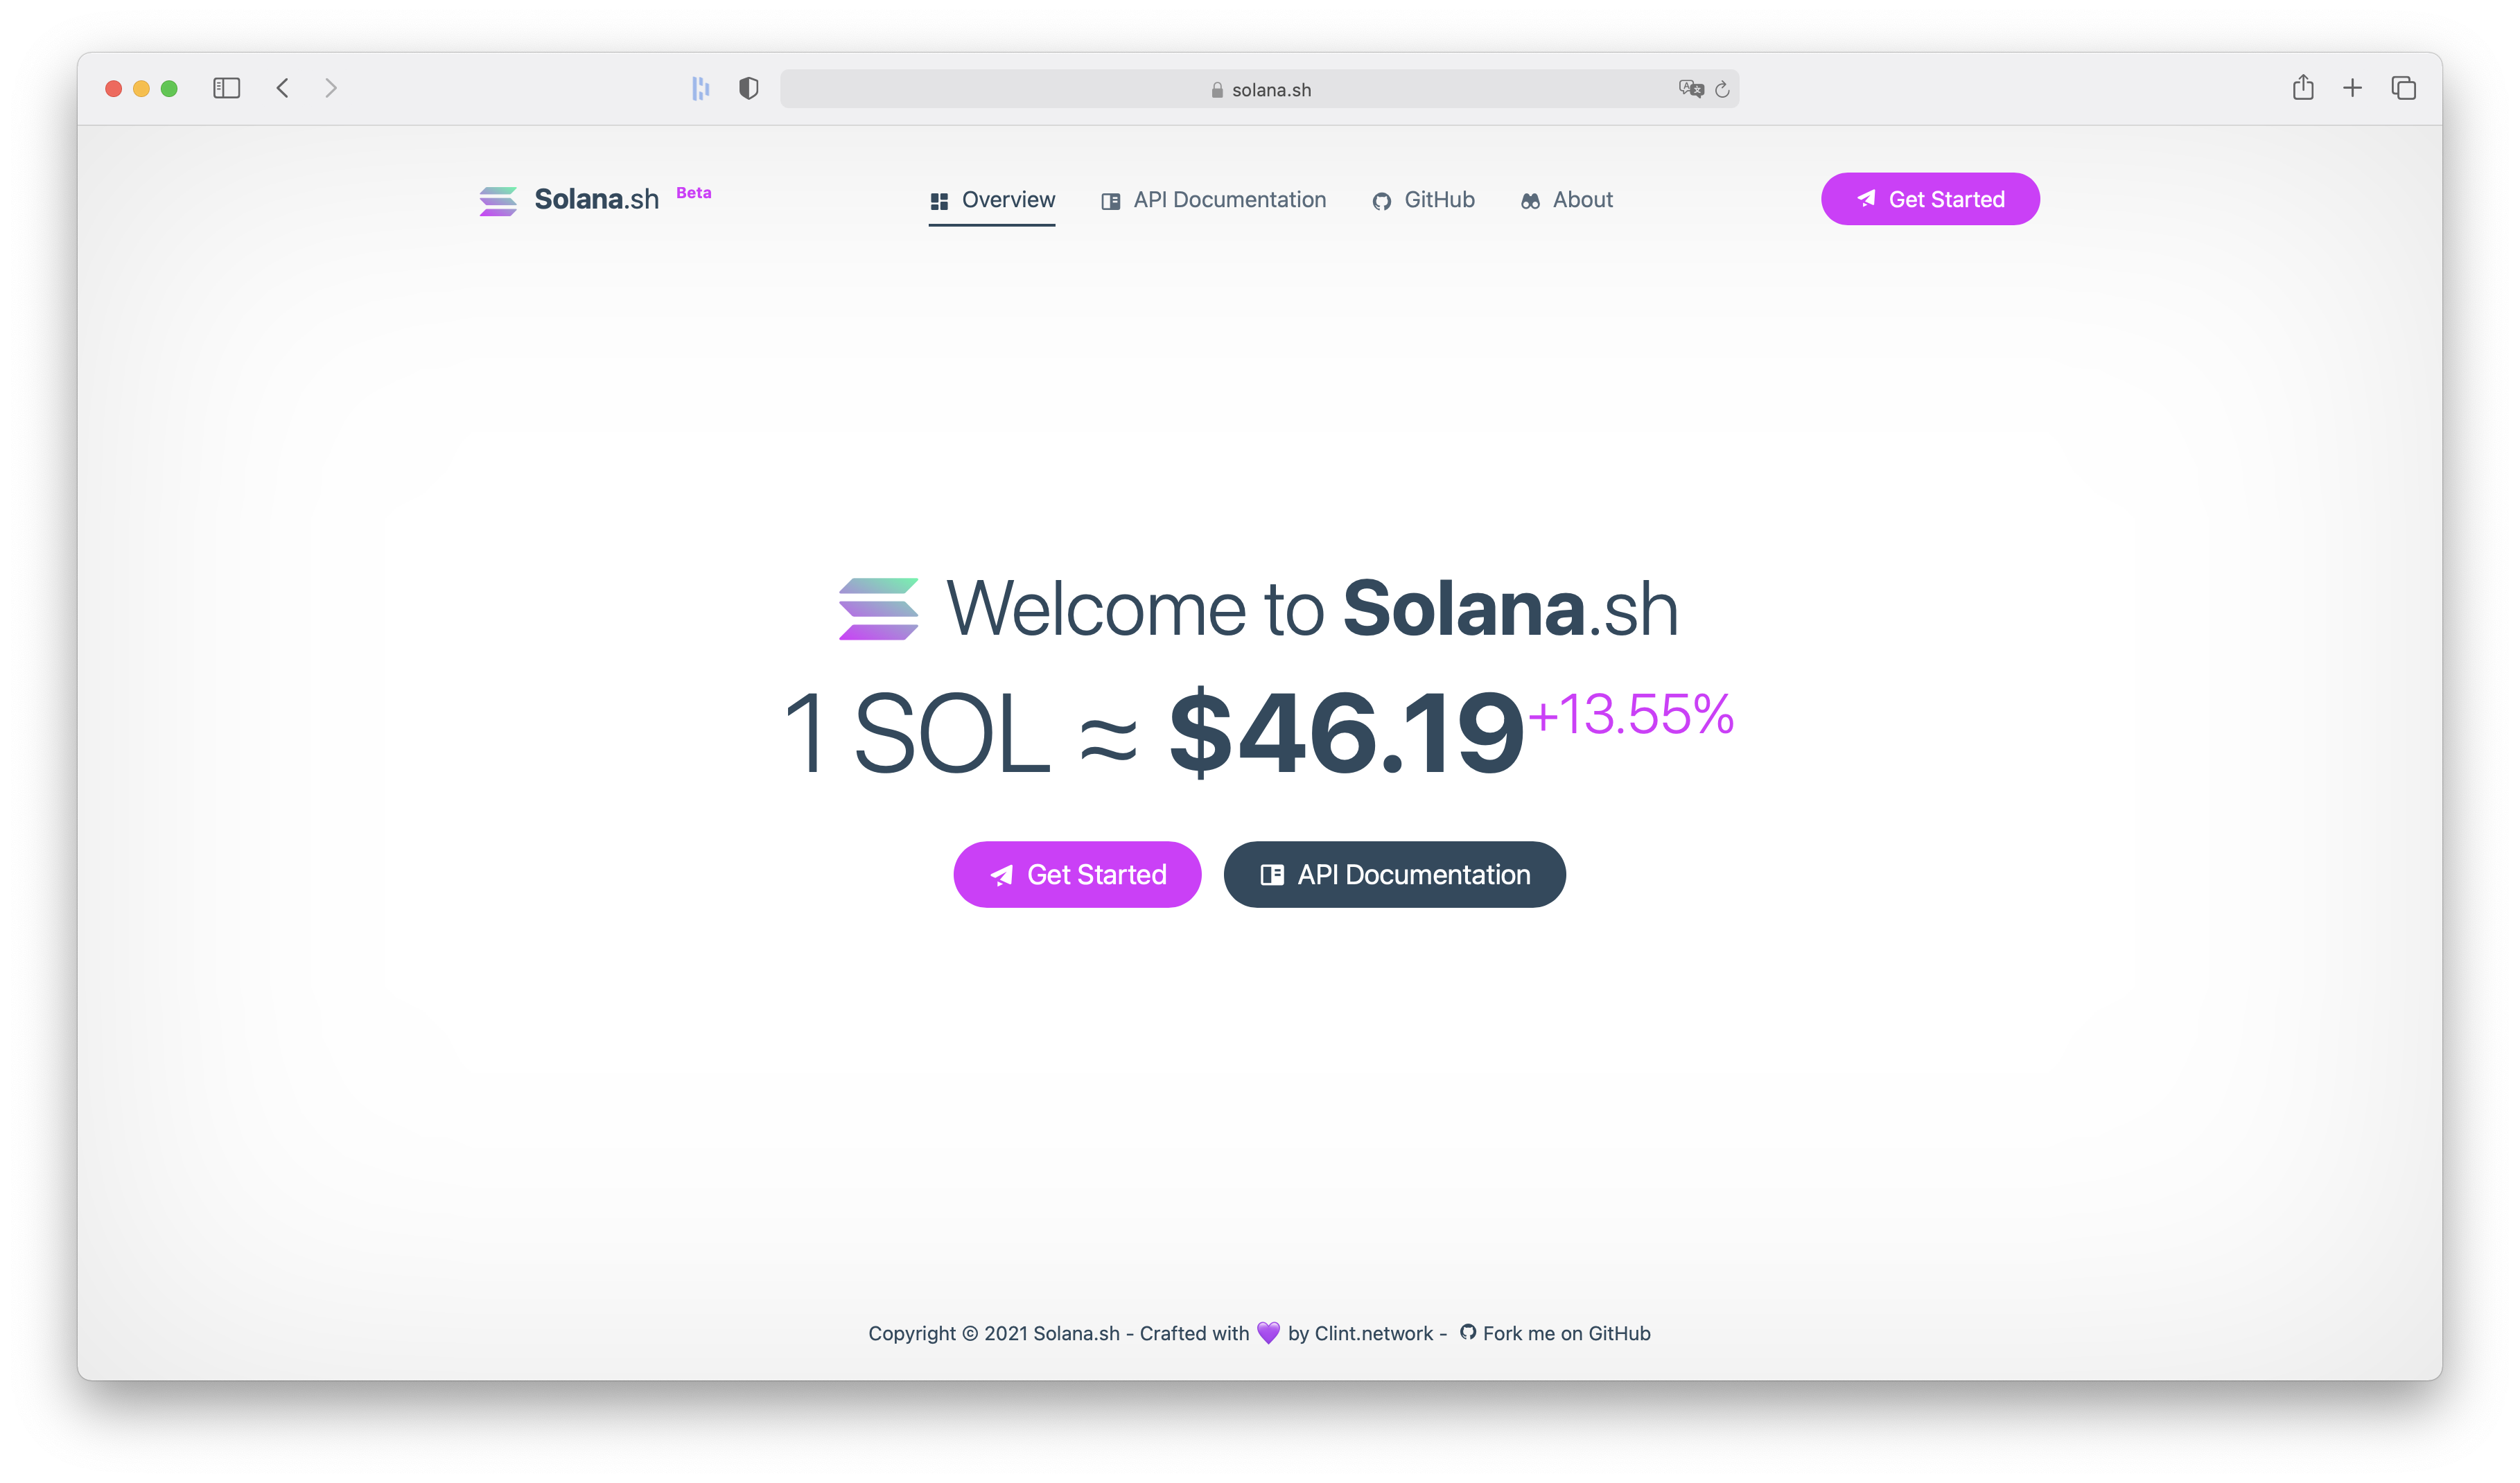 solana.sh
Solana.sh Beta
Overview
API Documentation
GitHub
About
Get Started
Welcome to Solana.sh
1 SOL ≈ $46.19 +13.55%
Get Started
API Documentation
Copyright © 2021 Solana.sh - Crafted with 💜 by Clint.network - Fork me on GitHub